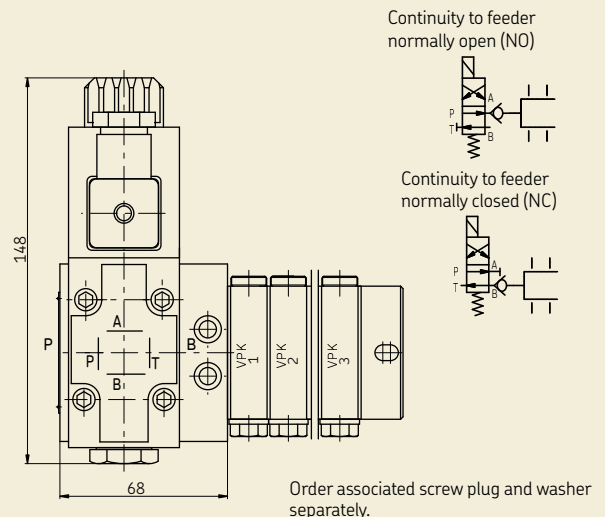 Continuity to feeder
normally open (NO)
A
P
T
B
Continuity to feeder
normally closed (NC)
P
A
T
B
148
A
P
P
T
B
B
VPK
1
VPK
2
VPK
3
68
Order associated screw plug and washer
separately.